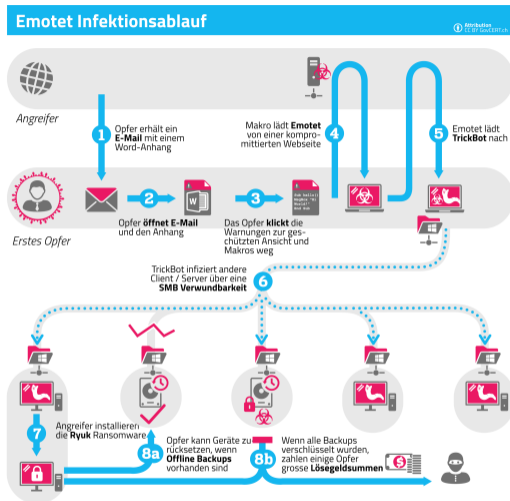 Emotet Infektionsablauf
Attribution
CC BY GovCERT.ch
Angreifer
1
Opfer erhält ein
E-Mail mit einem
Word-Anhang
Makro lädt Emotet
von einer kompro-
mittierten Webseite
4
5
Emotet lädt
TrickBot nach
Erstes Opfer
2
Opfer öffnet E-Mail
und den Anhang
W
3
Das Opfer klickt die
Warnungen zur ges-
chützten Ansicht und
Makros weg
TrickBot infiziert andere
Client / Server über eine
SMB Verwundbarkeit
6
7
Angreifer installieren
die Ryuk Ransomware
8a
Opfer kann Geräte zu
rücksetzen, wenn
Offline Backups
vorhanden sind
8b
Wenn alle Backups
verschlüsselt wurden,
zahlen einige Opfer
grosse Lösegeldsummen
$